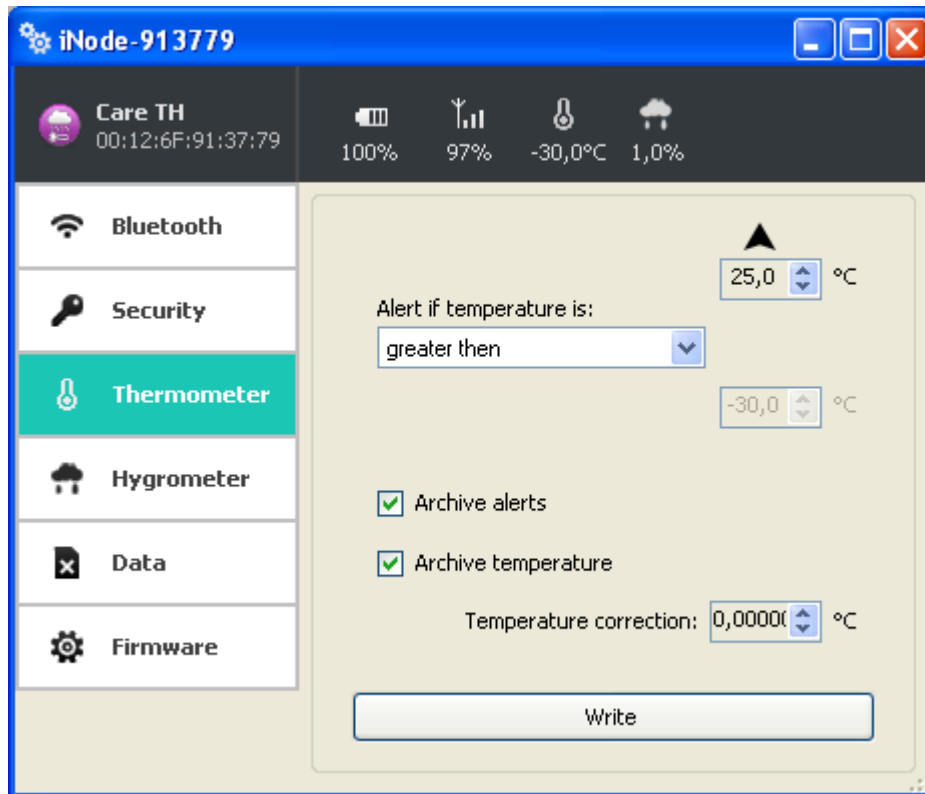 iNode-913779
Care TH
00:12:6F:91:37:79
100% 97% -30,0°C 1,0%
Bluetooth
Security
Thermometer
Hygrometer
Data
Firmware
25,0 °C
Alert if temperature is:
greater then
-30,0 °C
Archive alerts
Archive temperature
Temperature correction: 0,0000 °C
Write